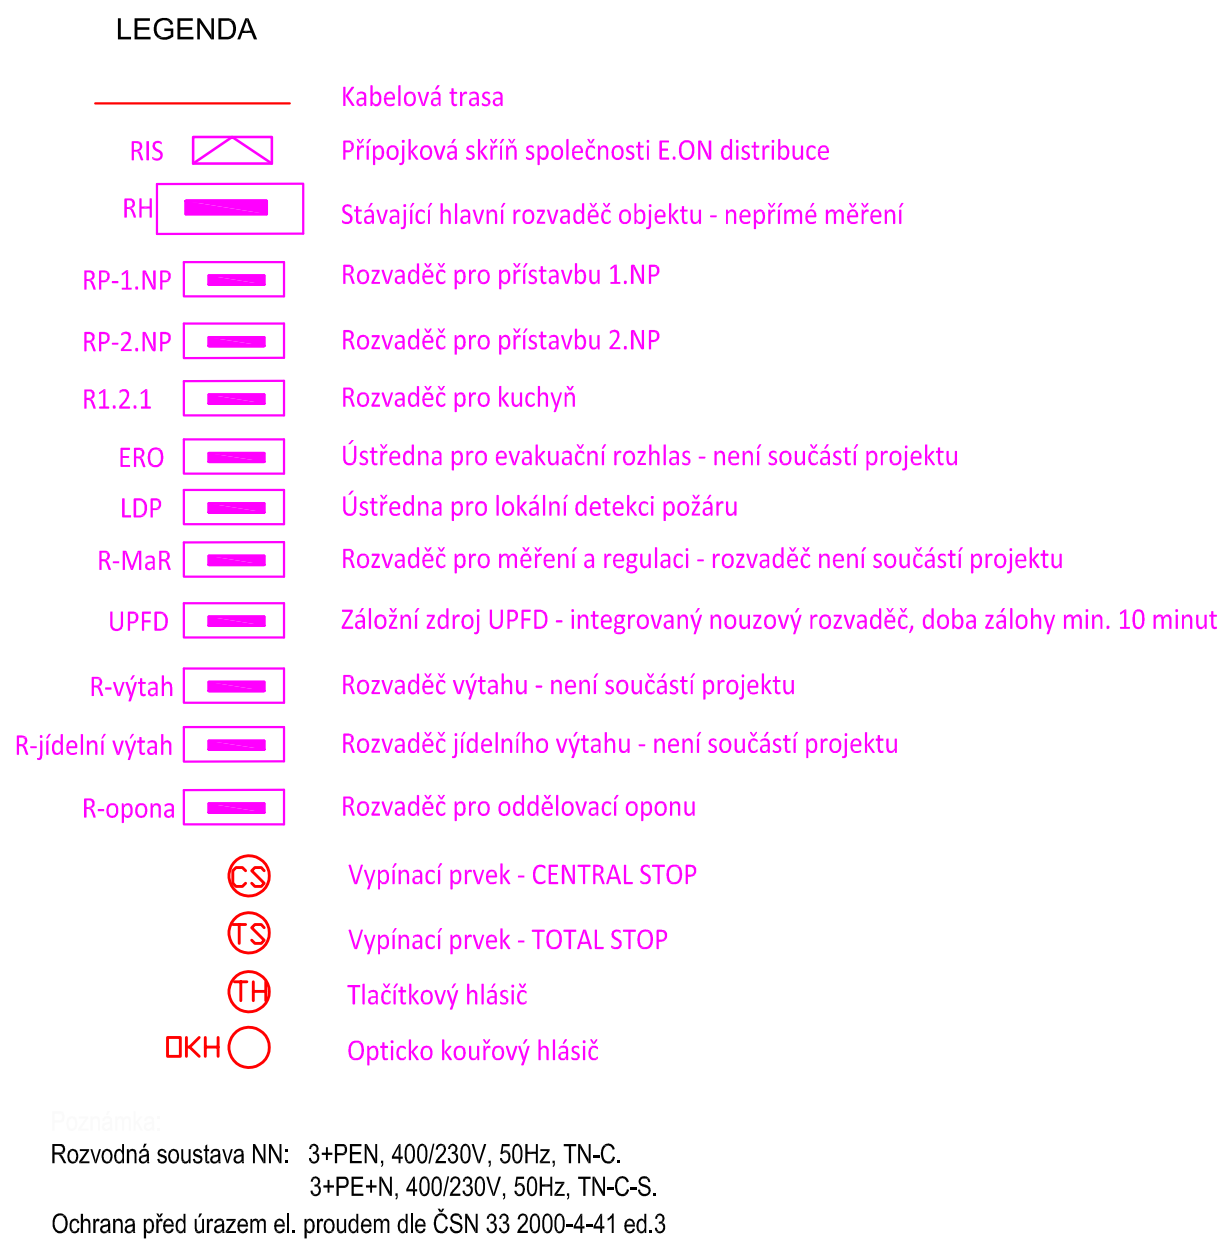 LEGENDA
Kabelová trasa
RIS Přípojková skříň společnosti E.ON distribuce
RH Stávající hlavní rozvaděč objektu - nepřímé měření
RP-1.NP Rozvaděč pro přístavbu 1.NP
RP-2.NP Rozvaděč pro přístavbu 2.NP
R1.2.1 Rozvaděč pro kuchyň
ERO Ústředna pro evakuační rozhlas - není součástí projektu
LDP Ústředna pro lokální detekci požáru
R-MaR Rozvaděč pro měření a regulaci - rozvaděč není součástí projektu
UPFD Záložní zdroj UPFD - integrovaný nouzový rozvaděč, doba zálohy min. 10 minut
R-výtah Rozvaděč výtahu - není součástí projektu
R-jídelní výtah Rozvaděč jídelního výtahu - není součástí projektu
R-opona Rozvaděč pro oddělovací oponu
CS Vypínací prvek - CENTRAL STOP
TS Vypínací prvek - TOTAL STOP
TH Tlačítkový hlásič
OKH Opticko kouřový hlásič
Poznámka:
Rozvodná soustava NN: 3+PEN, 400/230V, 50Hz, TN-C.
3+PE+N, 400/230V, 50Hz, TN-C-S.
Ochrana před úrazem el. proudem dle ČSN 33 2000-4-41 ed.3